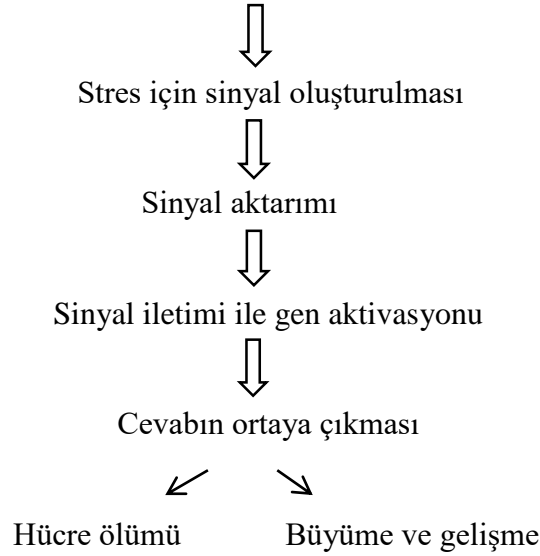 Stres için sinyal oluşturulması
Sinyal aktarımı
Sinyal iletimi ile gen aktivasyonu
Cevabın ortaya çıkması
Hücre ölümü Büyüme ve gelişme